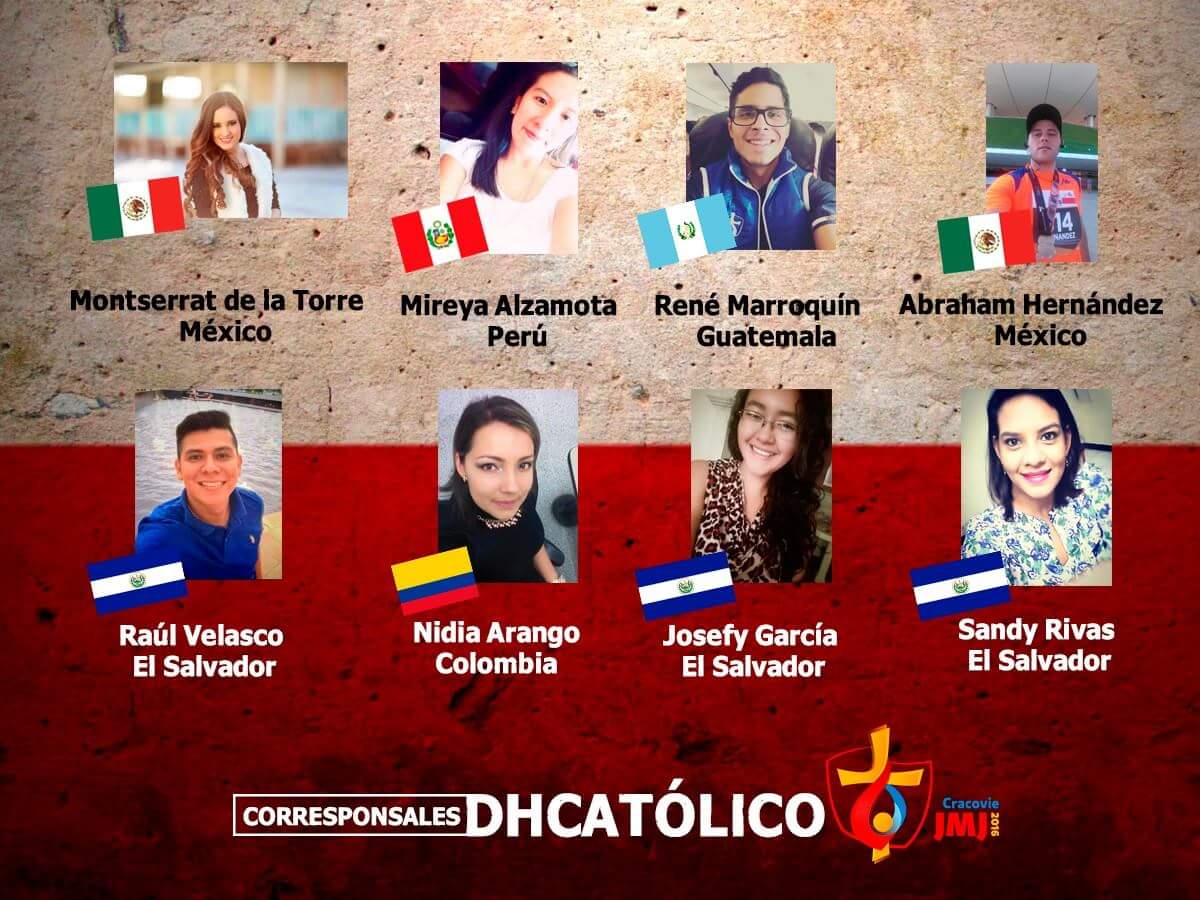 Montserrat de la Torre
México
Mireya Alzamota
Perú
René Marroquín
Guatemala
Abraham Hernández
México
14
Raúl Velasco
El Salvador
Nidia Arango
Colombia
Josefy García
El Salvador
Sandy Rivas
El Salvador
CORRESPONSALES DHCATÓLICO
Cracovie
JMJ 2016